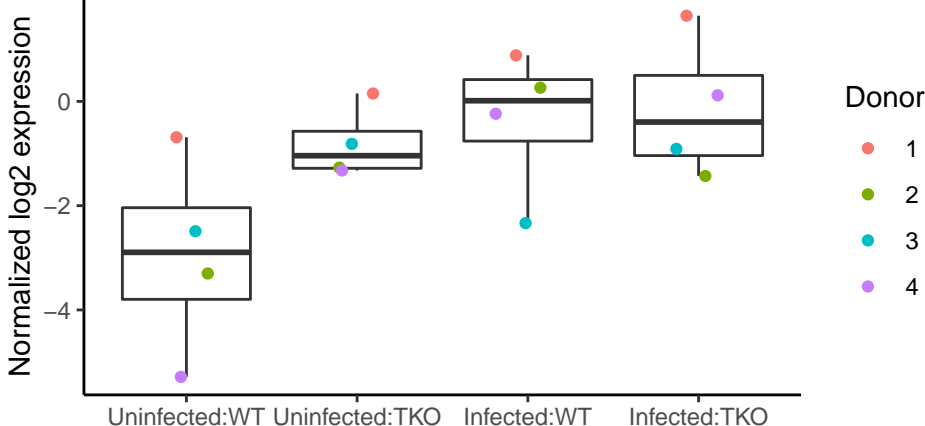 Normalized log2 expression
0
−2
−4
Uninfected:WT
Uninfected:TKO
Infected:WT
Infected:TKO
Donor
1
2
3
4